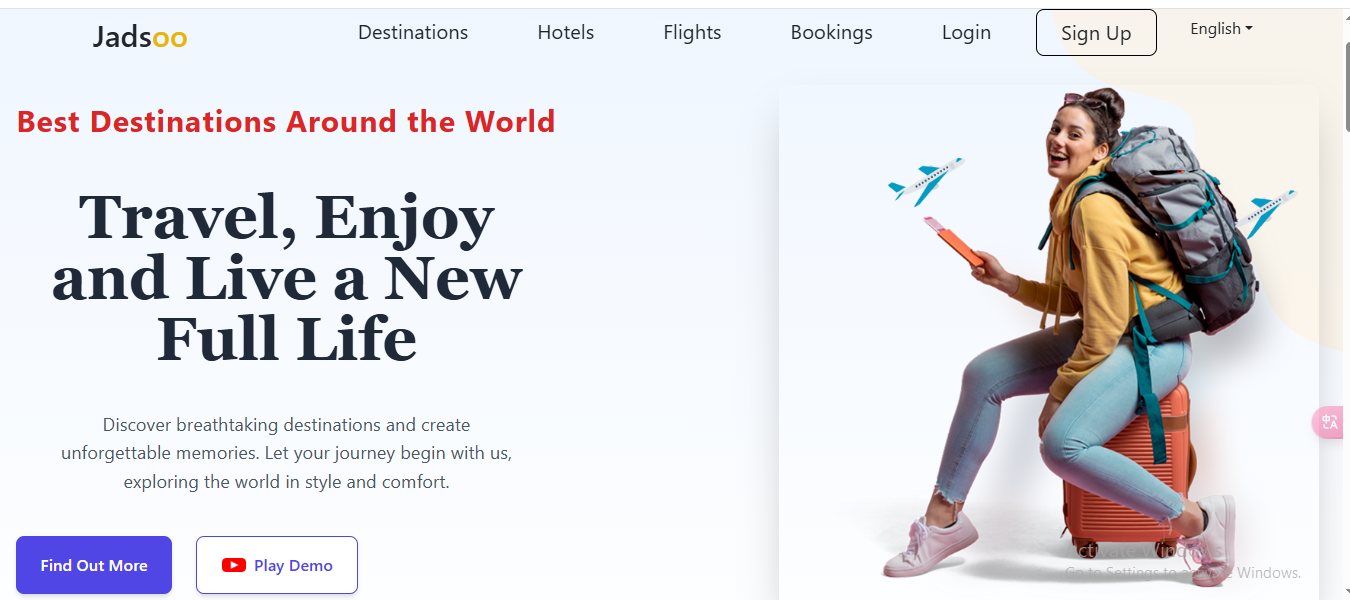 Jadsoo
Destinations
Hotels
Flights
Bookings
Login
Sign Up
English
Best Destinations Around the World
Travel, Enjoy
and Live a New
Full Life
Discover breathtaking destinations and create
unforgettable memories. Let your journey begin with us,
exploring the world in style and comfort.
Find Out More
Play Demo
Activate Windows
Go to Settings to activate Windows.